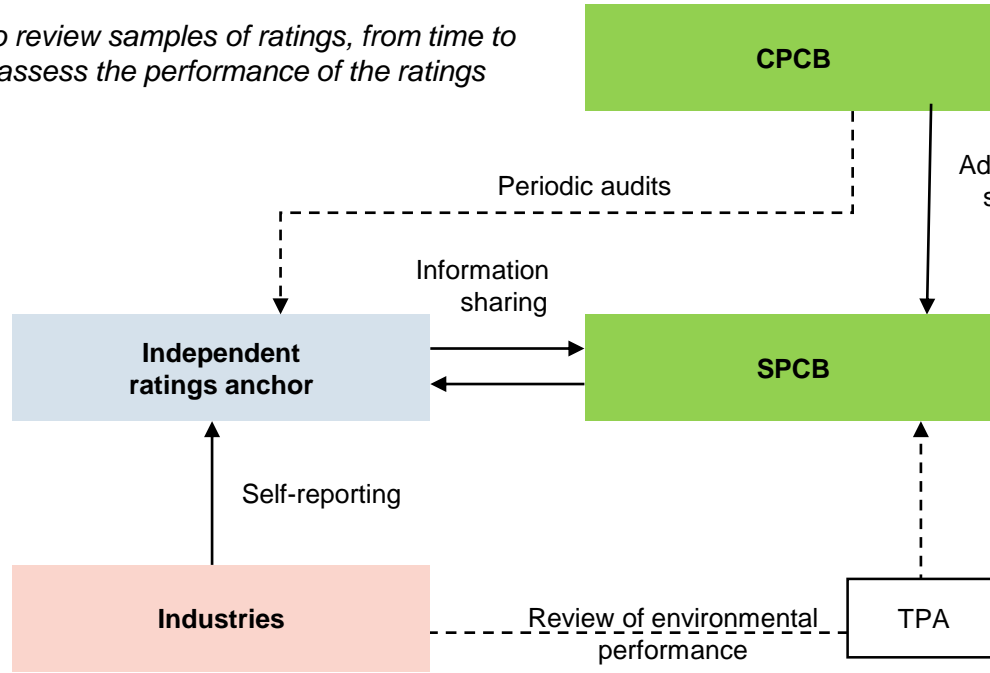 o review samples of ratings, from time to
assess the performance of the ratings
CPCB
Periodic audits
Ad
s
Information
sharing
Independent
ratings anchor
SPCB
Self-reporting
Industries
Review of environmental
performance
TPA